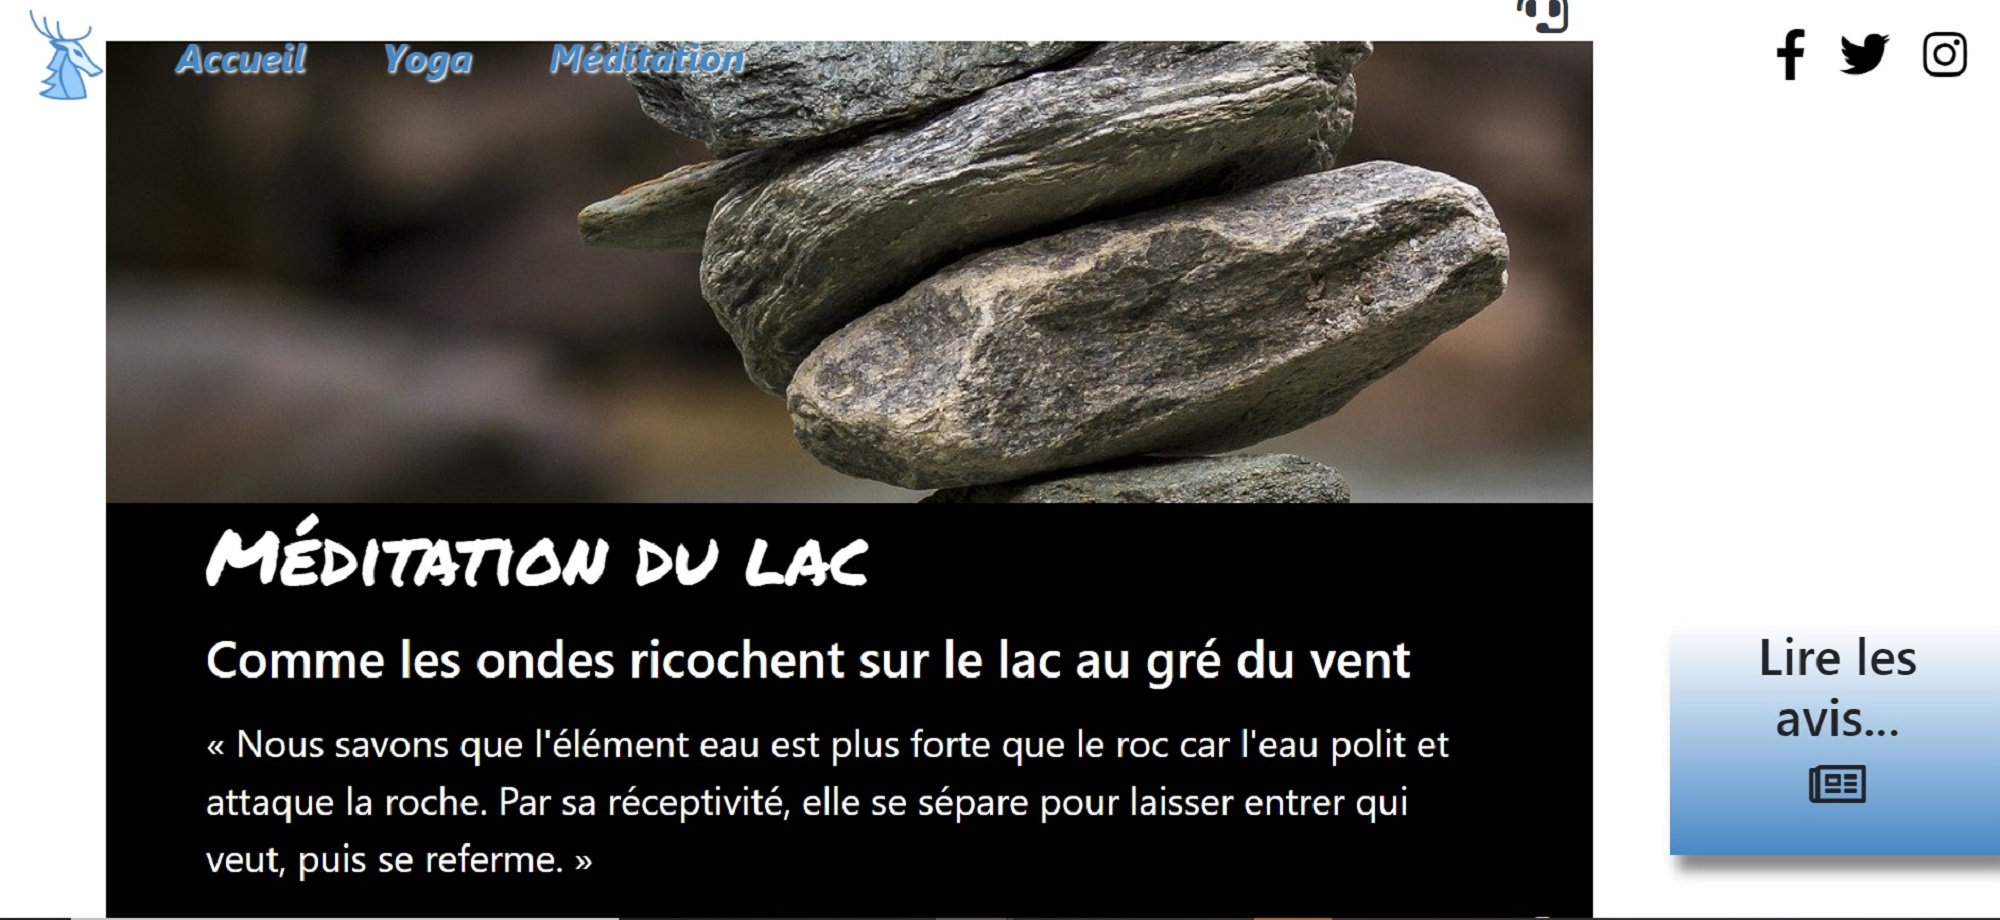 Accueil Yoga Méditation
Méditation du lac
Comme les ondes ricochent sur le lac au gré du vent
« Nous savons que l'élément eau est plus forte que le roc car l'eau polit et
attaque la roche. Par sa réceptivité, elle se sépare pour laisser entrer qui
veut, puis se referme. »
Lire les
avis...